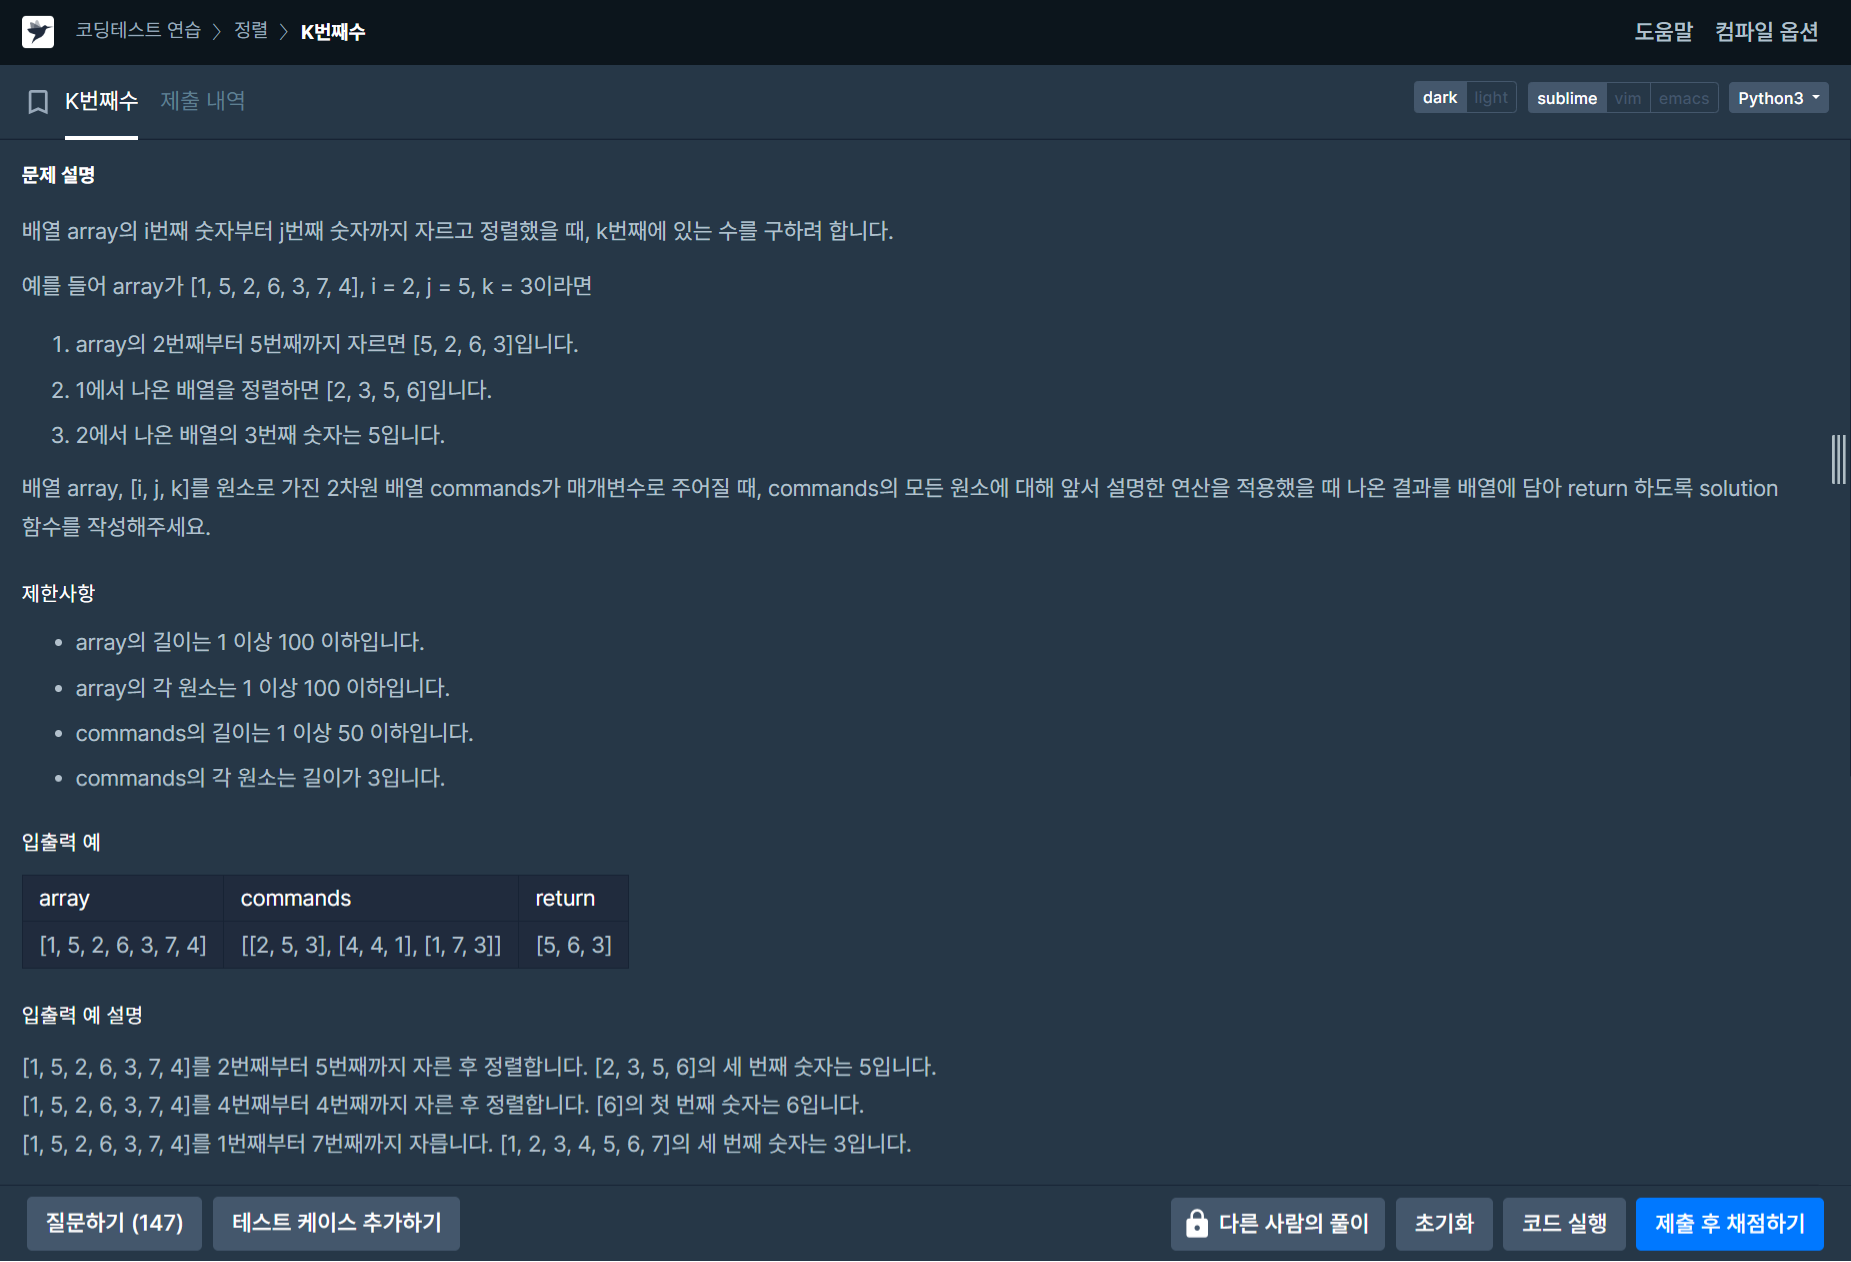 코딩테스트 연습 > 정렬 > K번째수
도움말 컴파일 옵션
K번째수 제출 내역
dark light sublime vim emacs Python3
문제 설명
배열 array의 i번째 숫자부터 j번째 숫자까지 자르고 정렬했을 때, k번째에 있는 수를 구하려 합니다.
예를 들어 array가 [1, 5, 2, 6, 3, 7, 4], i = 2, j = 5, k = 3이라면
1. array의 2번째부터 5번째까지 자르면 [5, 2, 6, 3]입니다.
2. 1에서 나온 배열을 정렬하면 [2, 3, 5, 6]입니다.
3. 2에서 나온 배열의 3번째 숫자는 5입니다.
배열 array, [i, j, k]를 원소로 가진 2차원 배열 commands가 매개변수로 주어질 때, commands의 모든 원소에 대해 앞서 설명한 연산을 적용했을 때 나온 결과를 배열에 담아 return 하도록 solution
함수를 작성해주세요.
제한사항
• array의 길이는 1 이상 100 이하입니다.
• array의 각 원소는 1 이상 100 이하입니다.
• commands의 길이는 1 이상 50 이하입니다.
• commands의 각 원소는 길이가 3입니다.
입출력 예
array commands return
[1, 5, 2, 6, 3, 7, 4] [[2, 5, 3], [4, 4, 1], [1, 7, 3]] [5, 6, 3]
입출력 예 설명
[1, 5, 2, 6, 3, 7, 4]를 2번째부터 5번째까지 자른 후 정렬합니다. [2, 3, 5, 6]의 세 번째 숫자는 5입니다.
[1, 5, 2, 6, 3, 7, 4]를 4번째부터 4번째까지 자른 후 정렬합니다. [6]의 첫 번째 숫자는 6입니다.
[1, 5, 2, 6, 3, 7, 4]를 1번째부터 7번째까지 자릅니다. [1, 2, 3, 4, 5, 6, 7]의 세 번째 숫자는 3입니다.
질문하기 (147) 테스트 케이스 추가하기 다른 사람의 풀이 초기화 코드 실행 제출 후 채점하기